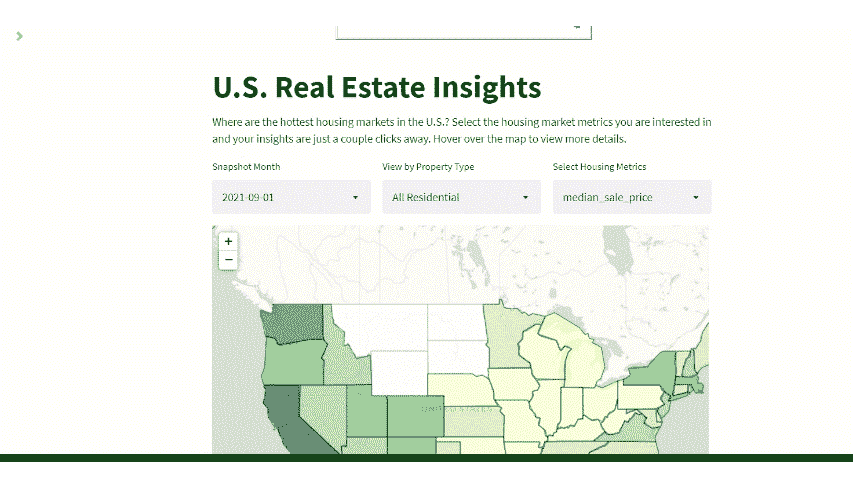 U.S. Real Estate Insights
Where are the hottest housing markets in the U.S.? Select the housing market metrics you are interested in
and your insights are just a couple clicks away. Hover over the map to view more details.
Snapshot Month
View by Property Type
Select Housing Metrics
2021-09-01
All Residential
median_sale_price
+
−
UNITED STATES